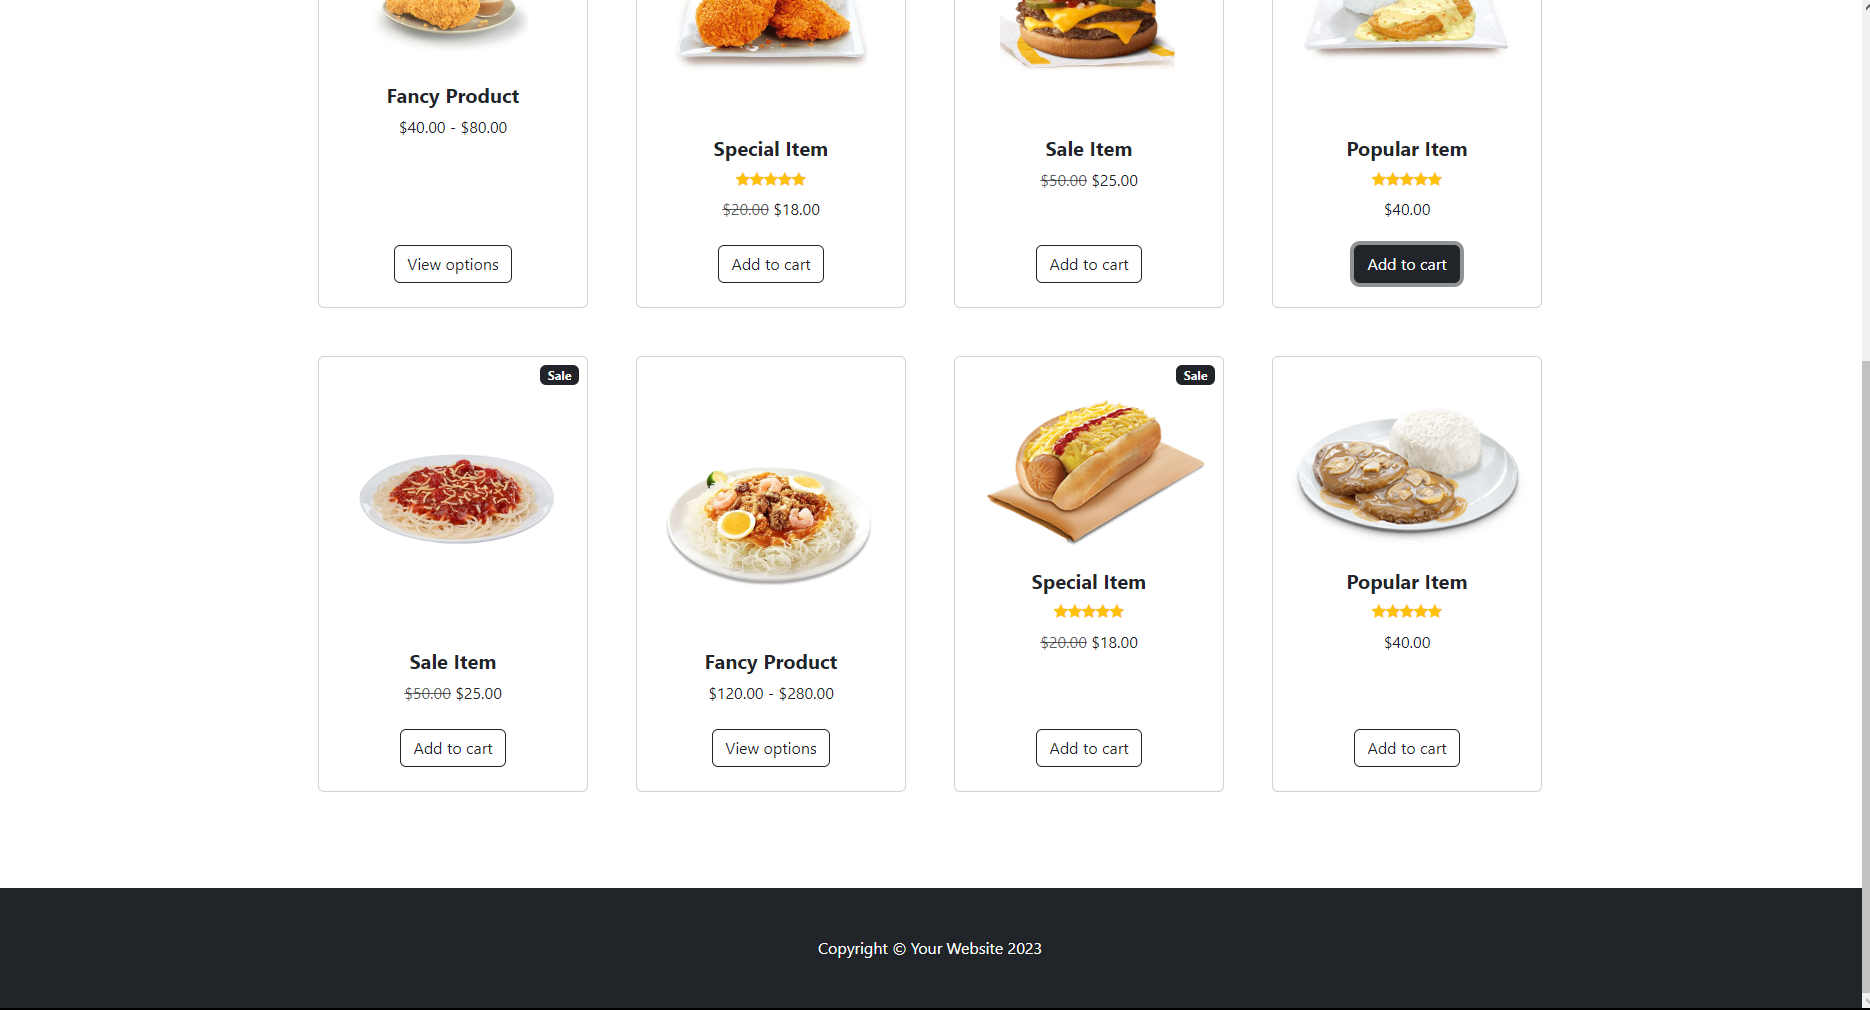 Fancy Product
$40.00 - $80.00
View options
Special Item
$20.00 $18.00
Add to cart
Sale Item
$50.00 $25.00
Add to cart
Popular Item
$40.00
Add to cart
Sale
Sale Item
$50.00 $25.00
Add to cart
Fancy Product
$120.00 - $280.00
View options
Sale
Special Item
$20.00 $18.00
Add to cart
Popular Item
$40.00
Add to cart
Copyright © Your Website 2023